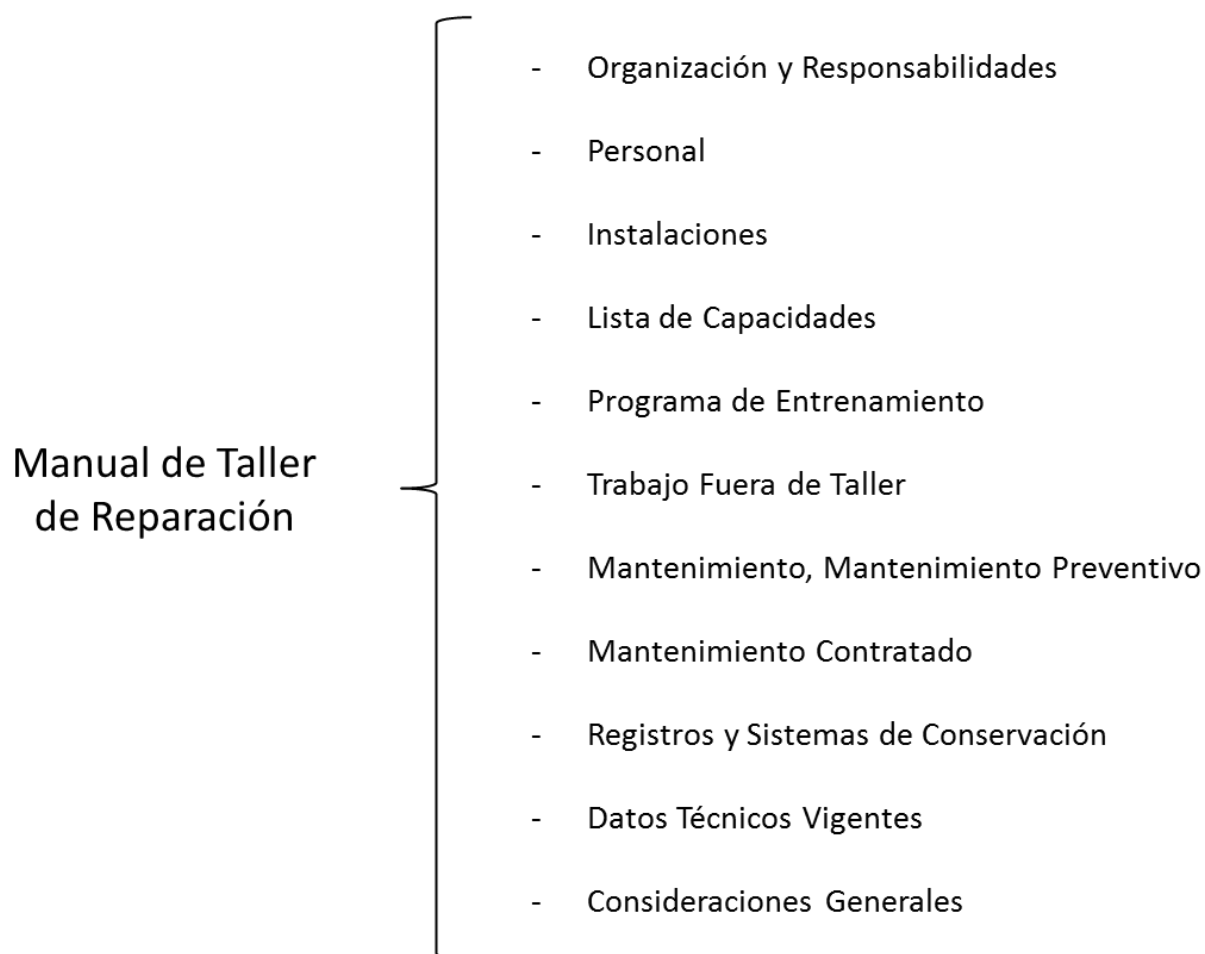 Manual de Taller
de Reparación
- Organización y Responsabilidades
- Personal
- Instalaciones
- Lista de Capacidades
- Programa de Entrenamiento
- Trabajo Fuera de Taller
- Mantenimiento, Mantenimiento Preventivo
- Mantenimiento Contratado
- Registros y Sistemas de Conservación
- Datos Técnicos Vigentes
- Consideraciones Generales